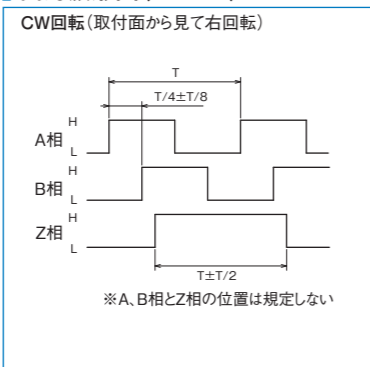 CW回転(取付面から見て右回転)
T
T/4±T/8
H
A相
L
H
B相
L
H
Z相
L
T±T/2
※A、B相とZ相の位置は規定しない